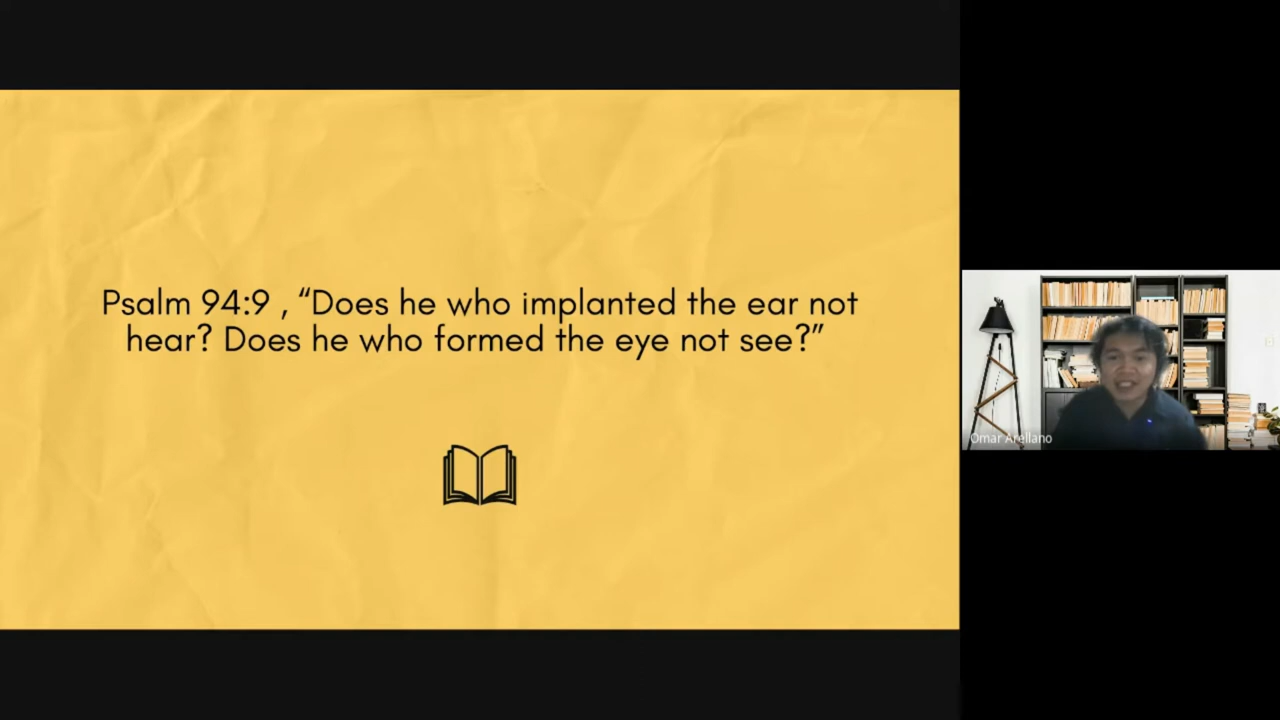 Psalm 94:9 , “Does he who implanted the ear not
hear? Does he who formed the eye not see?”
Omar Arellano